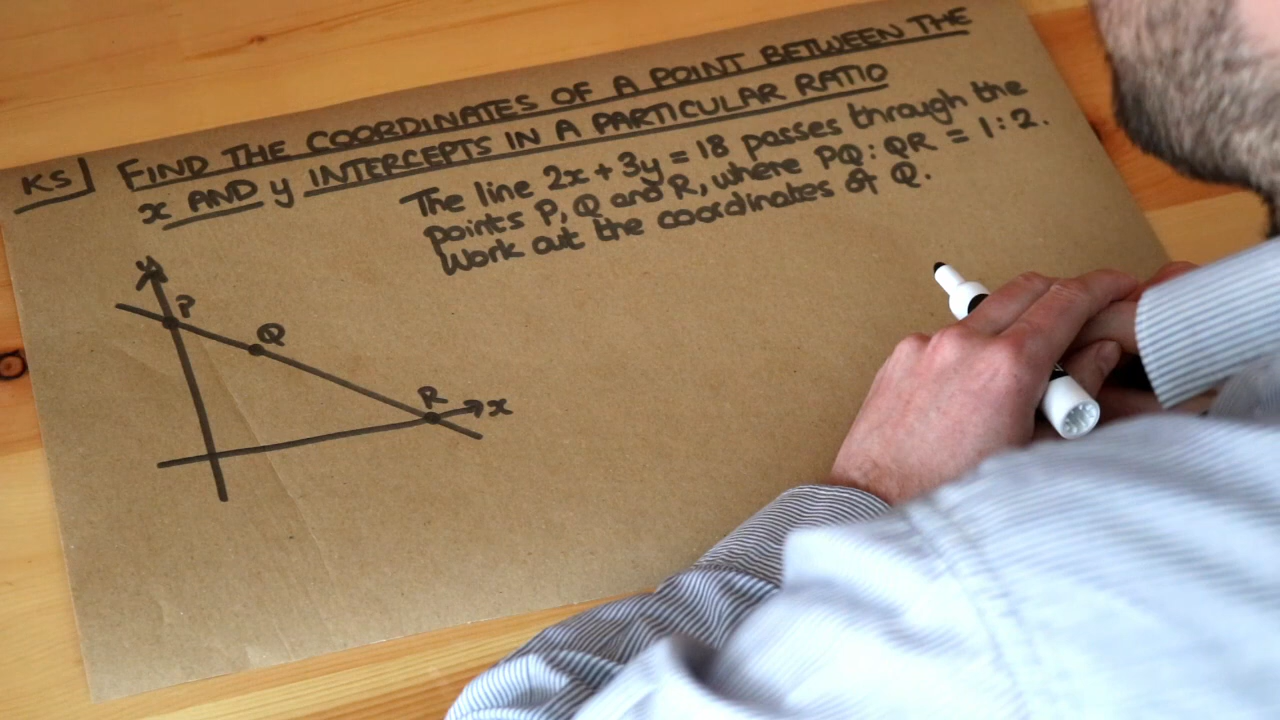 KS
FIND THE COORDINATES OF A POINT BETWEEN THE
x AND y INTERCEPTS IN A PARTICULAR RATIO
The line 2x + 3y = 18 passes through the
points P, Q and R, where PQ : QR = 1 : 2.
Work out the coordinates of Q.
y
P
Q
R
x